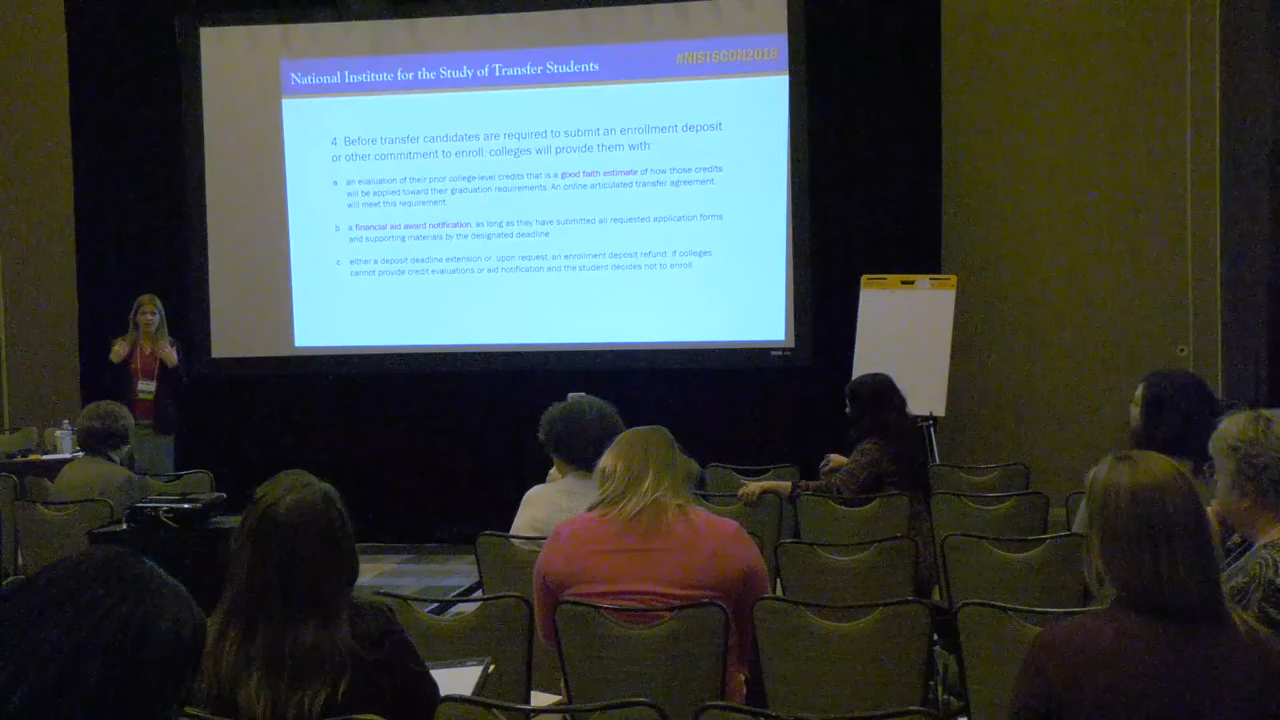 National Institute for the Study of Transfer Students
#NISTSCON2018
4. Before transfer candidates are required to submit an enrollment deposit
or other commitment to enroll, colleges will provide them with:
a. an evaluation of their prior college-level credits that is a good faith estimate of how those credits
will be applied toward their graduation requirements. An online articulated transfer agreement
will meet this requirement.
b. a financial aid award notification, as long as they have submitted all requested application forms
and supporting materials by the designated deadline
c. either a deposit deadline extension or, upon request, an enrollment deposit refund, if colleges
cannot provide credit evaluations or aid notification and the student decides not to enroll.